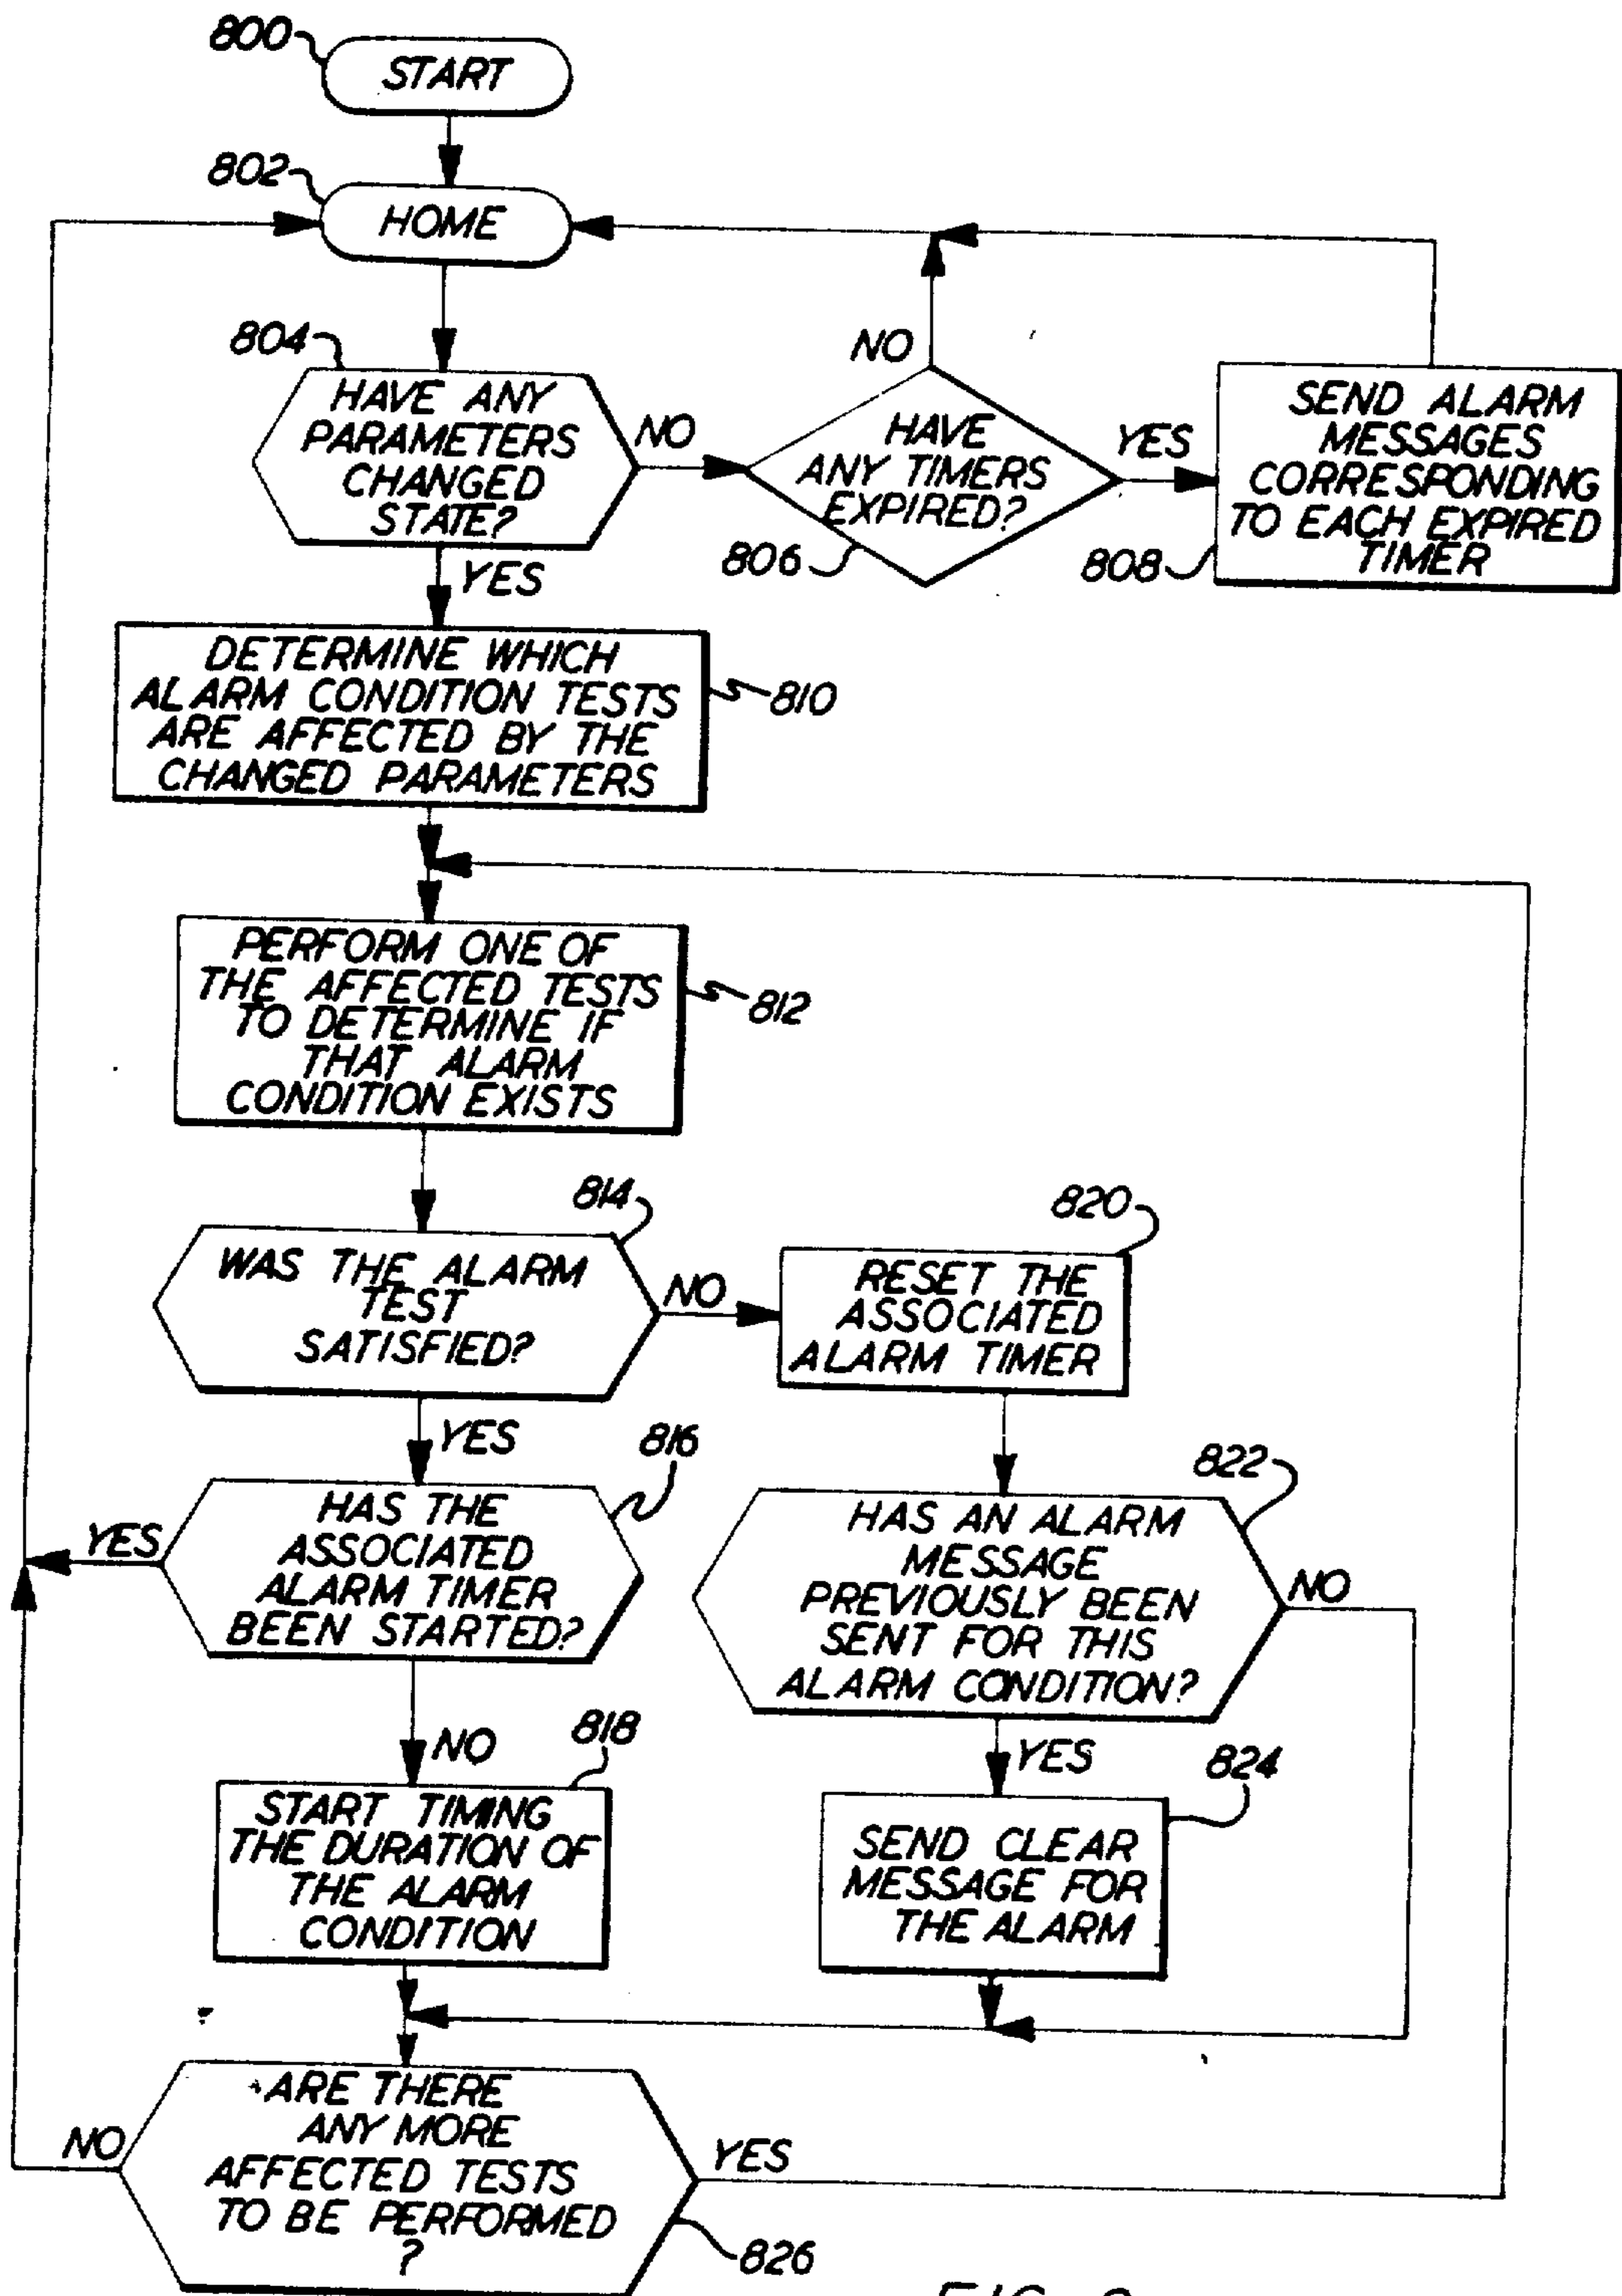 800
START
802
HOME
804
HAVE ANY
PARAMETERS
CHANGED
STATE?
NO
YES
NO
HAVE
ANY TIMERS
EXPIRED?
806
YES
SEND ALARM
MESSAGES
CORRESPONDING
TO EACH EXPIRED
TIMER
808
DETERMINE WHICH
ALARM CONDITION TESTS
ARE AFFECTED BY THE
CHANGED PARAMETERS
810
PERFORM ONE OF
THE AFFECTED TESTS
TO DETERMINE IF
THAT ALARM
CONDITION EXISTS
812
814
WAS THE ALARM
TEST
SATISFIED?
NO
YES
820
RESET THE
ASSOCIATED
ALARM TIMER
816
HAS THE
ASSOCIATED
ALARM TIMER
BEEN STARTED?
YES
NO
822
HAS AN ALARM
MESSAGE
PREVIOUSLY BEEN
SENT FOR THIS
ALARM CONDITION?
NO
YES
818
START TIMING
THE DURATION OF
THE ALARM
CONDITION
824
SEND CLEAR
MESSAGE FOR
THE ALARM
ARE THERE
ANY MORE
AFFECTED TESTS
TO BE PERFORMED
?
NO
YES
826